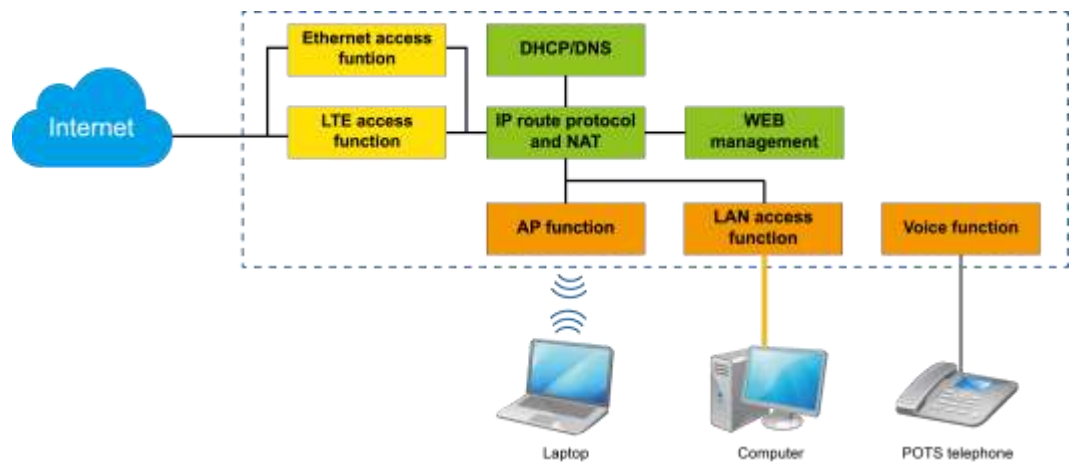 Ethernet access
funtion
DHCP/DNS
Internet
LTE access
function
IP route protocol
and NAT
WEB
management
AP function
LAN access
function
Voice function
Laptop
Computer
POTS telephone